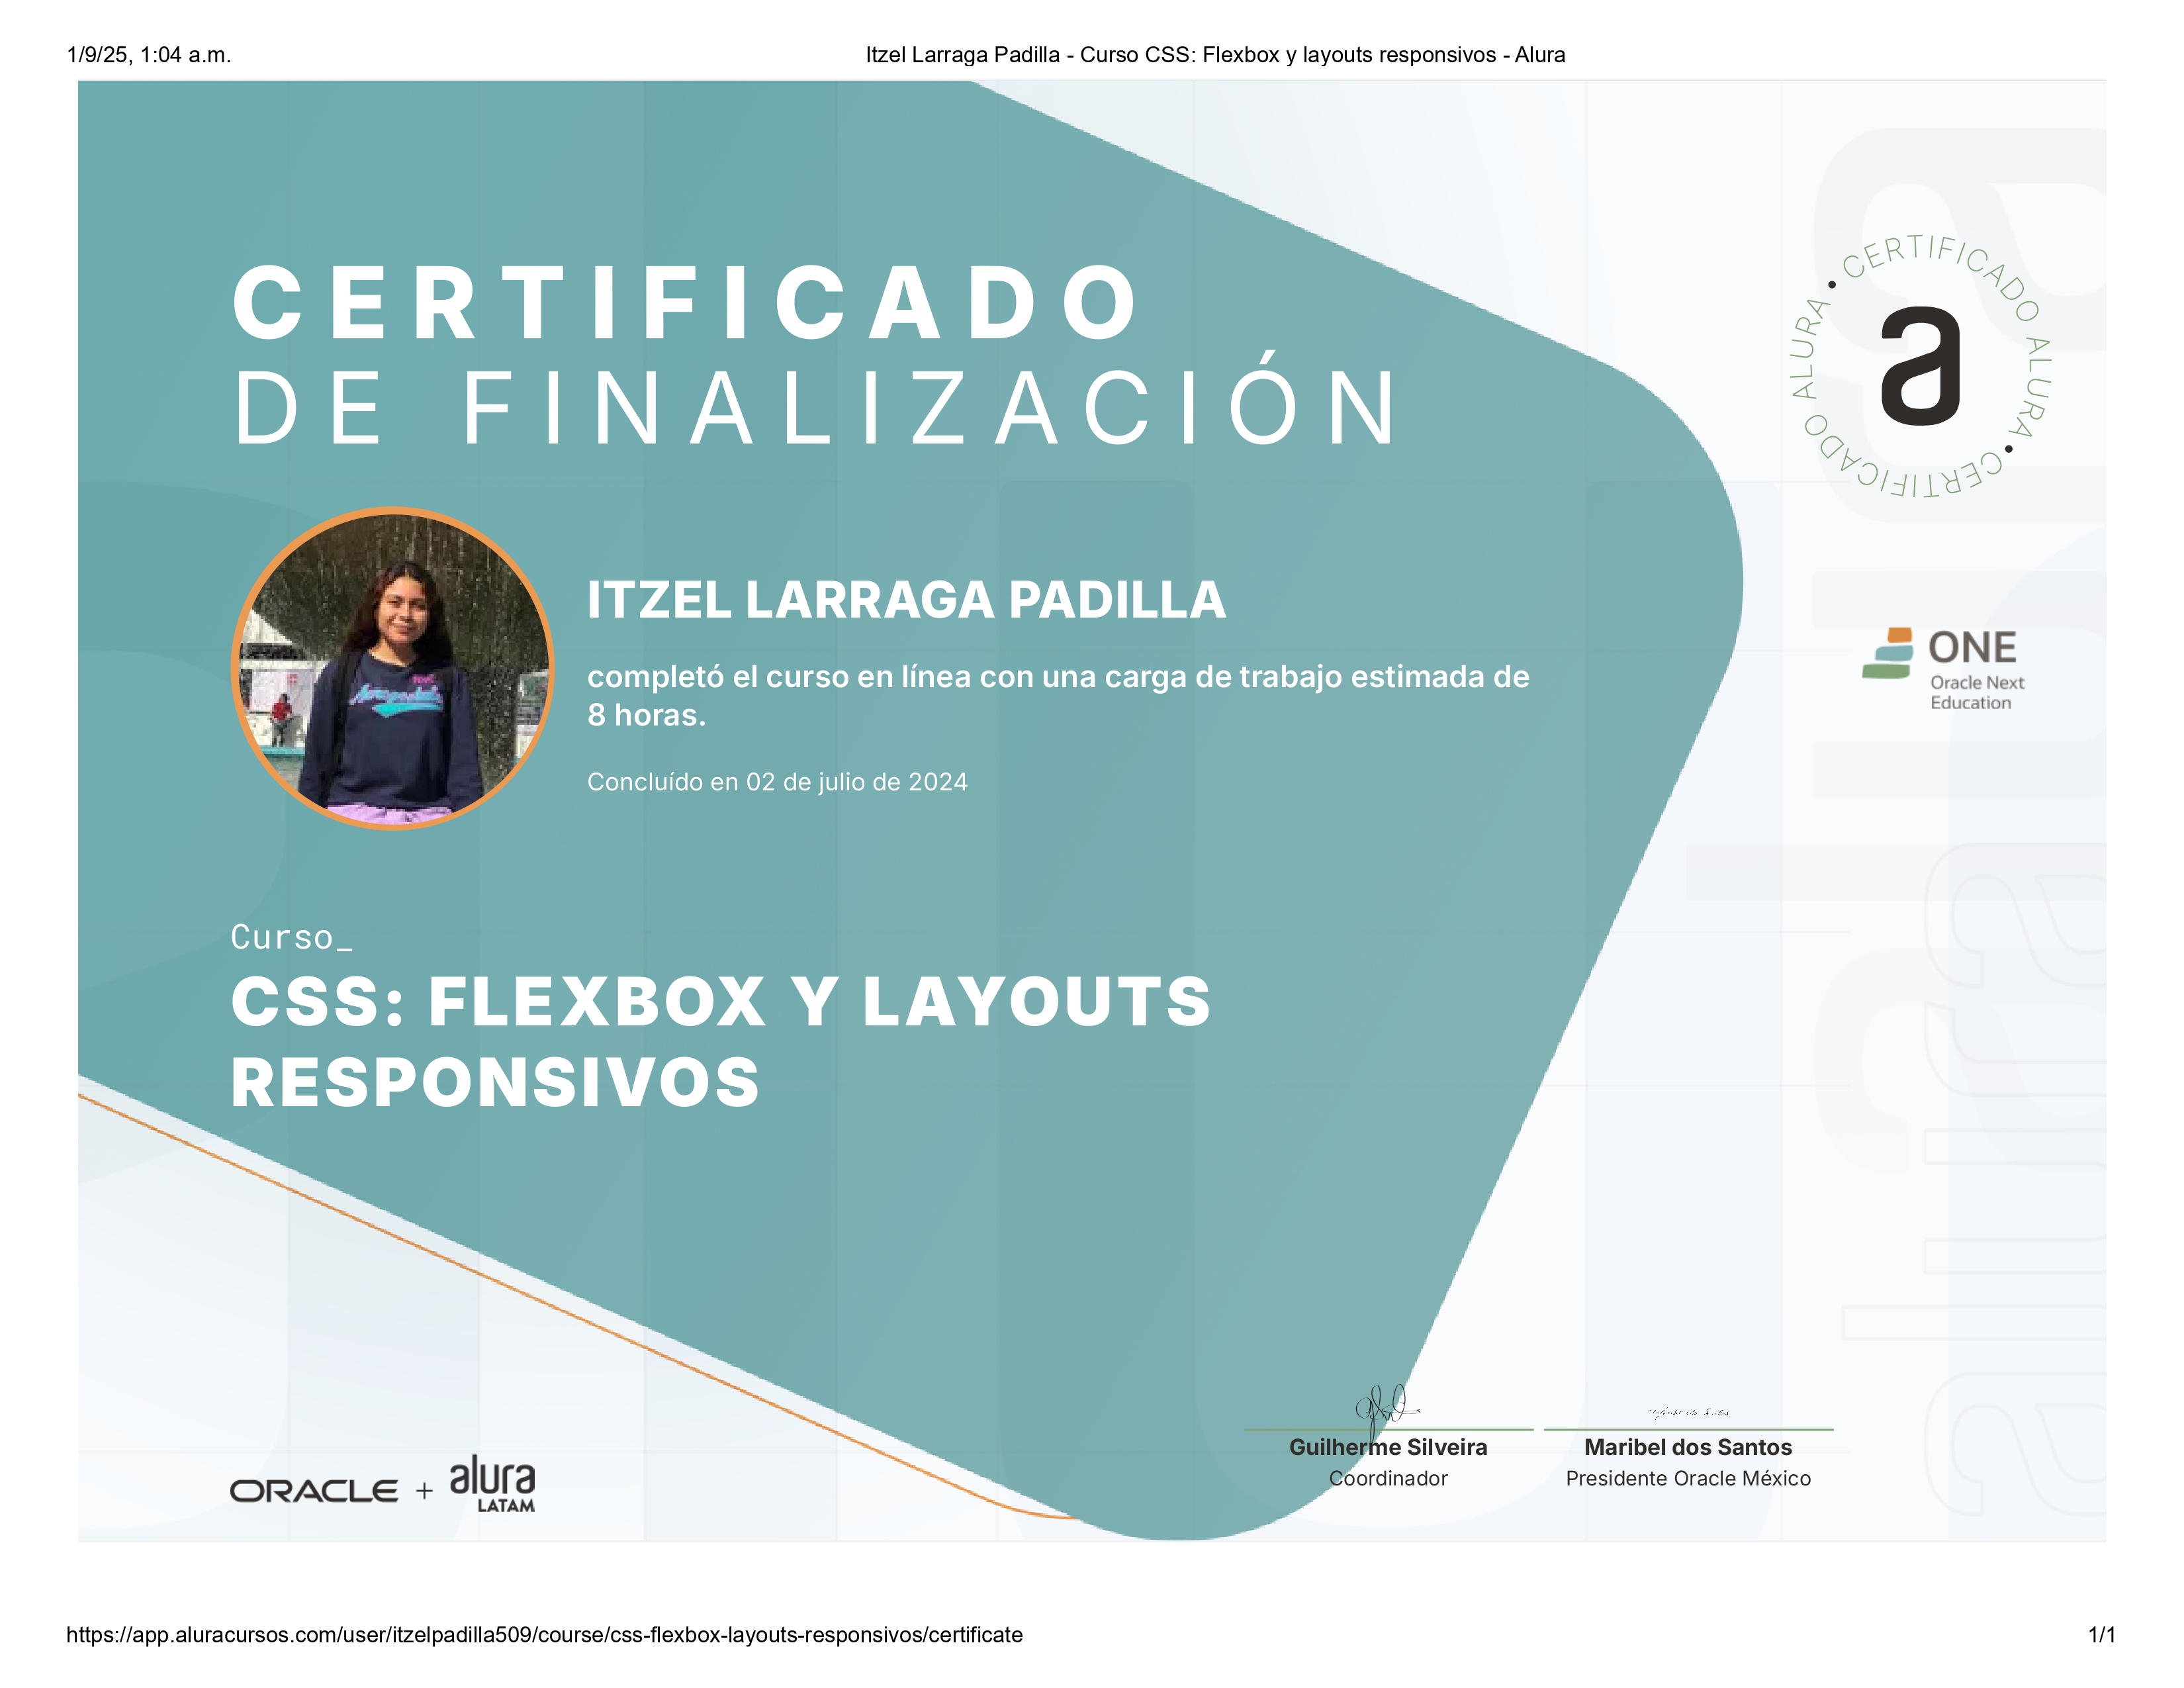 1/9/25, 1:04 a.m.
Itzel Larraga Padilla - Curso CSS: Flexbox y layouts responsivos - Alura
CERTIFICADO
DE FINALIZACIÓN
CERTIFICADO ALURA • CERTIFICADO ALURA •
a
ITZEL LARRAGA PADILLA
completó el curso en línea con una carga de trabajo estimada de
8 horas.
Concluído en 02 de julio de 2024
ONE
Oracle Next
Education
Curso_
CSS: FLEXBOX Y LAYOUTS
RESPONSIVOS
alura
Guilherme Silveira
Coordinador
Maribel dos Santos
Presidente Oracle México
ORACLE + alura
LATAM
https://app.aluracursos.com/user/itzelpadilla509/course/css-flexbox-layouts-responsivos/certificate
1/1